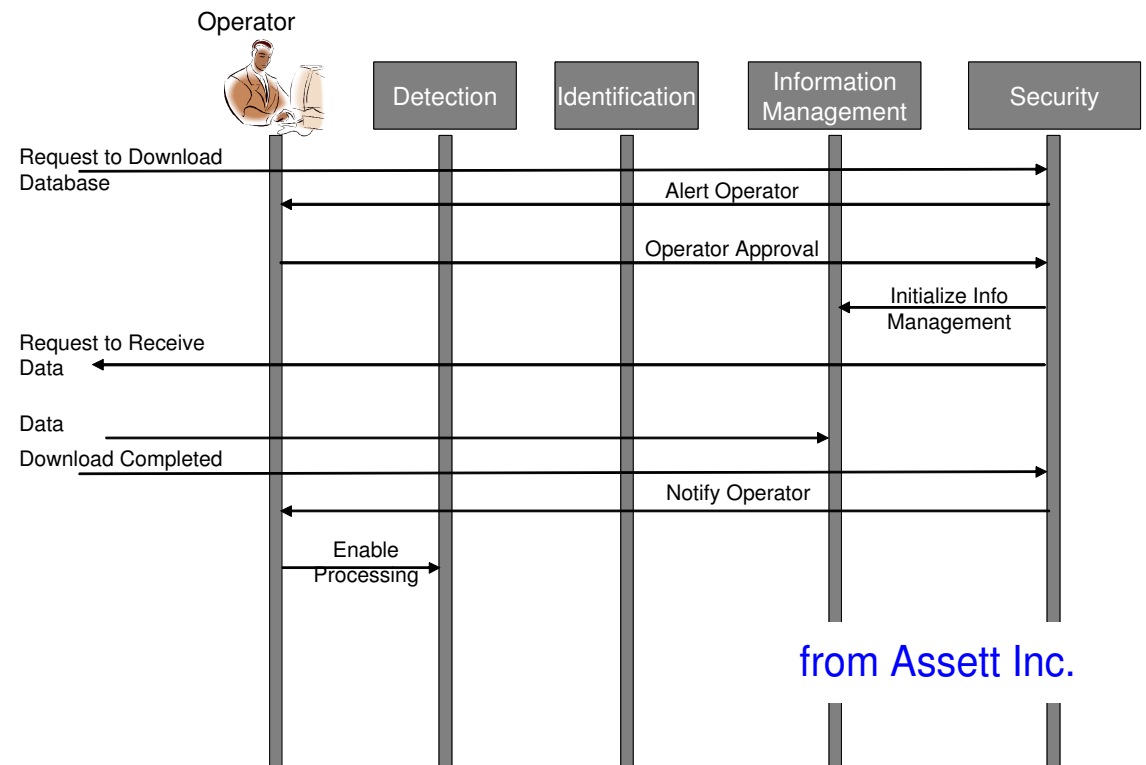 Operator
Detection
Identification
Information
Management
Security
Request to Download
Database
Alert Operator
Operator Approval
Initialize Info
Management
Request to Receive
Data
Data
Download Completed
Notify Operator
Enable
Processing
from Assett Inc.